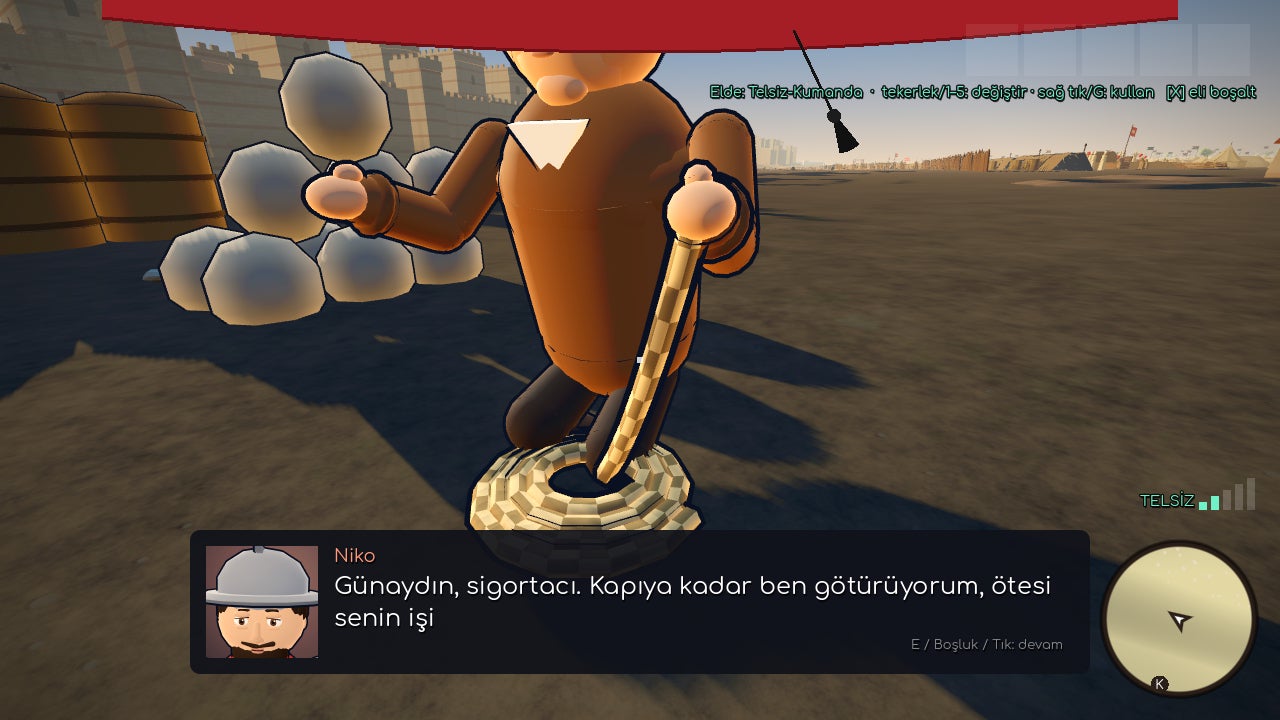 Elde: Telsiz-Kumanda · tekerlek/1-5: değiştir · sağ tık/G: kullan [X] eli boşalt
TELSİZ
Niko
Günaydın, sigortacı. Kapıya kadar ben götürüyorum, ötesi
senin işi
E / Boşluk / Tık: devam
K